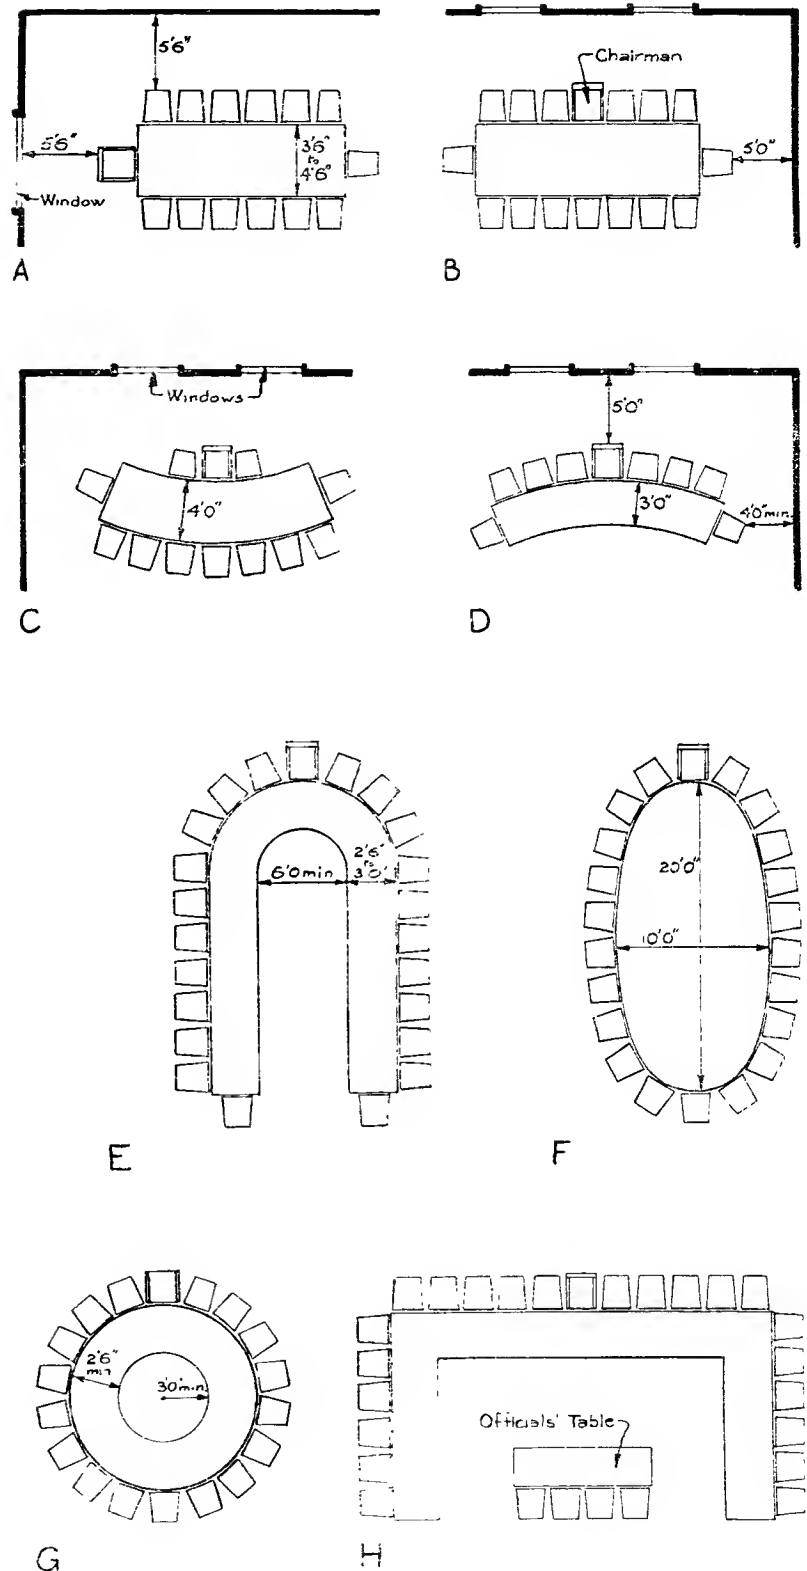 5'6"
5'6"
3'6"
to
4'6"
Window
A
Chairman
5'0"
B
Windows
4'0"
C
5'0"
3'0"
4'0" min.
D
6'0 min
2'6"
to
3'0'
E
20'0"
10'0"
F
2'6"
min
3'0" min.
G
Officials' Table
H